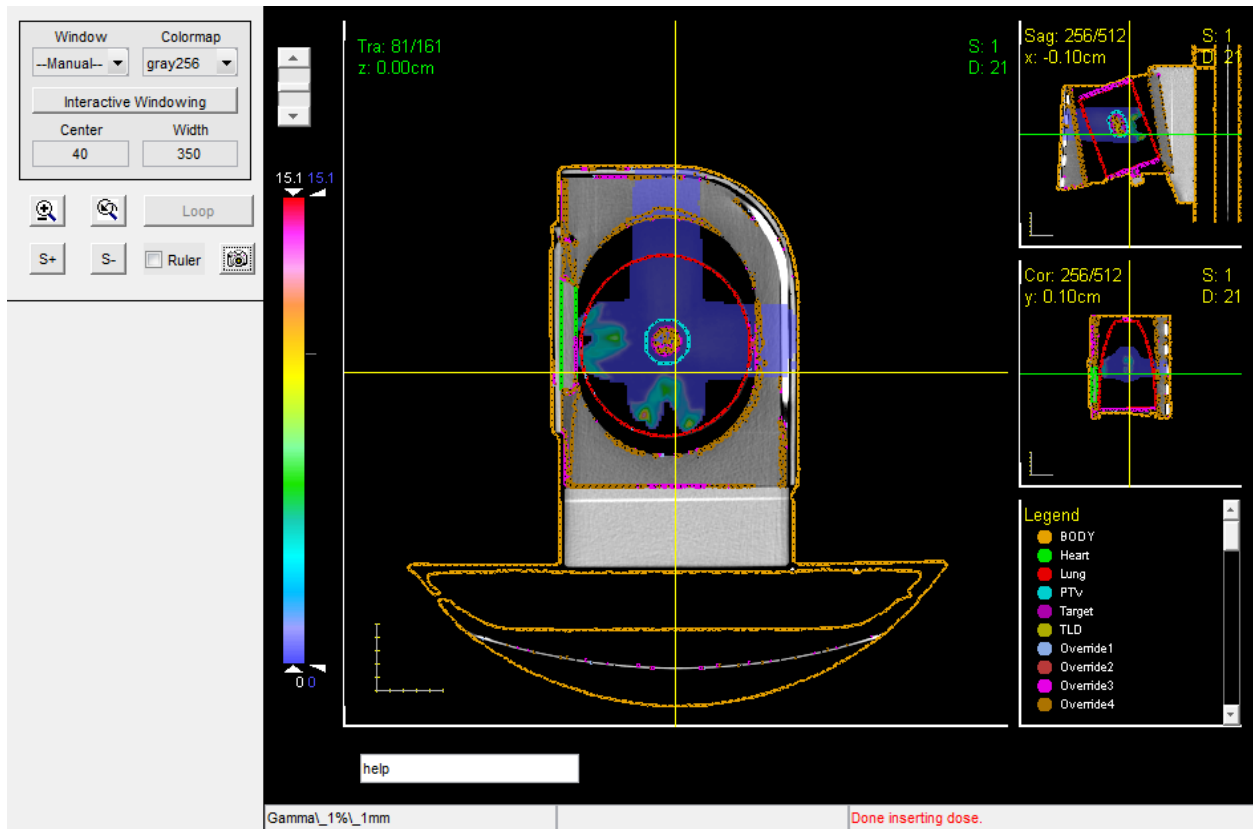 Window Colormap
--Manual-- gray256
Interactive Windowing
Center Width
40 350
Loop
S+ S- Ruler
Tra: 81/161
z: 0.00cm
S: 1
D: 21
15.1 15.1
0 0
Sag: 256/512
x: -0.10cm
S: 1
D: 21
Cor: 256/512
y: 0.10cm
S: 1
D: 21
Legend
BODY
Heart
Lung
PTv
Target
TLD
Override1
Override2
Override3
Override4
help
Gamma\_1%\_1mm
Done inserting dose.